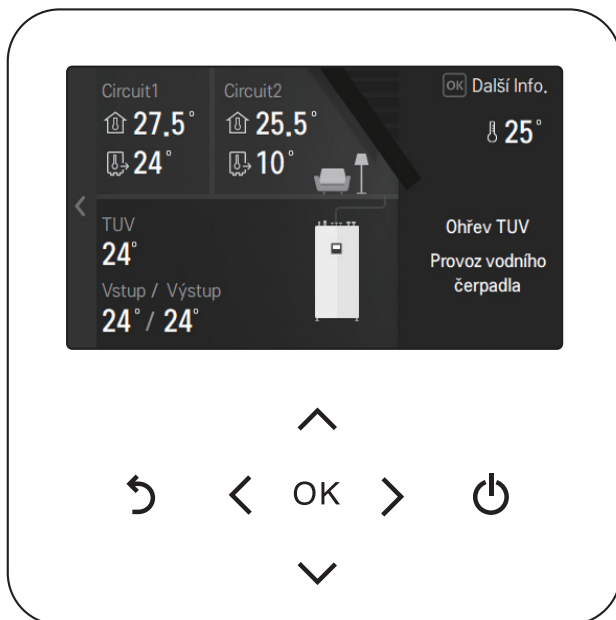 Circuit1
27.5°
24°
Circuit2
25.5°
10°
OK Další Info.
25°
TUV
24°
Vstup / Výstup
24° / 24°
Ohřev TUV
Provoz vodního
čerpadla
OK